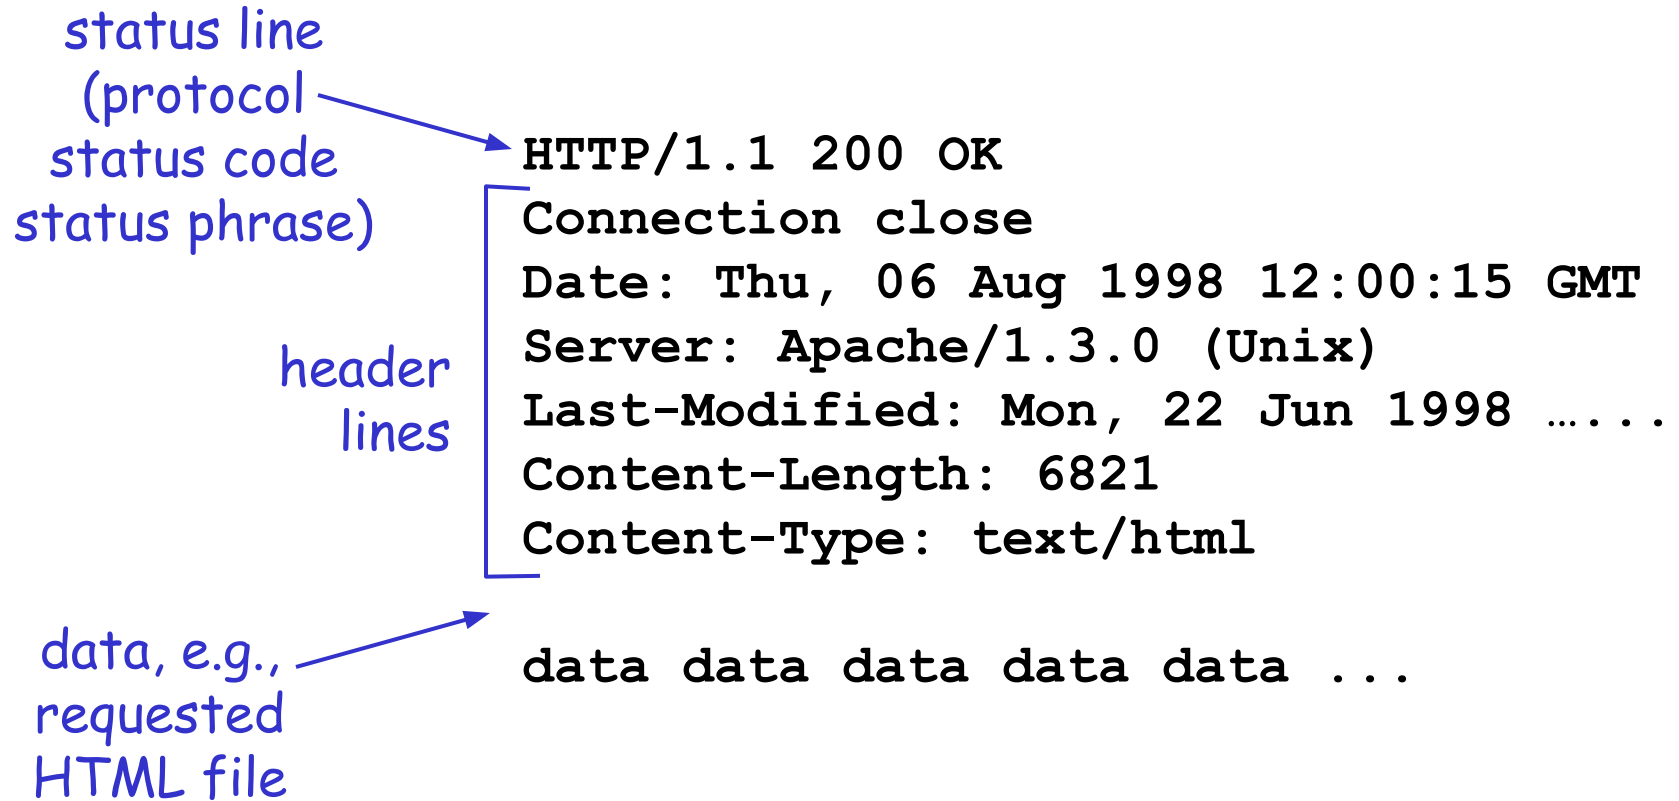 status line
(protocol
status code
status phrase)
HTTP/1.1 200 OK
Connection close
Date: Thu, 06 Aug 1998 12:00:15 GMT
Server: Apache/1.3.0 (Unix)
Last-Modified: Mon, 22 Jun 1998 …...
Content-Length: 6821
Content-Type: text/html
header
lines
data, e.g.,
requested
HTML file
data data data data data ...